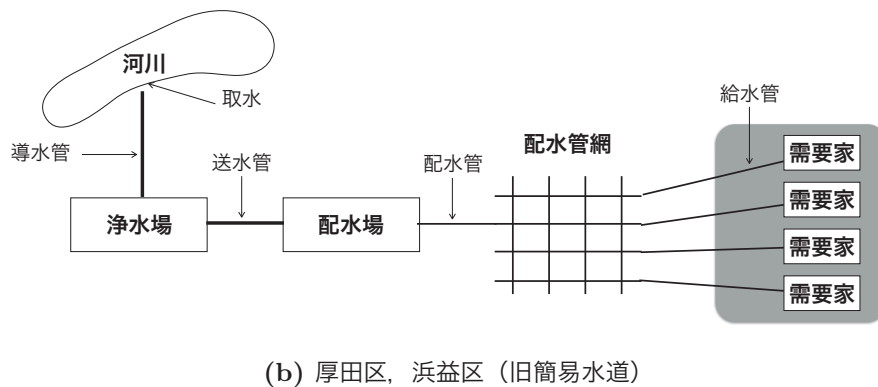 河川
取水
導水管
浄水場
送水管
配水場
配水管
配水管網
給水管
需要家
需要家
需要家
需要家
(b) 厚田区，浜益区（旧簡易水道）